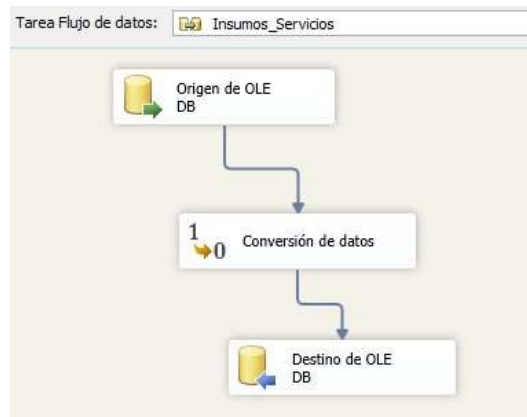 Tarea Flujo de datos: Insumos_Servicios
Origen de OLE
DB
1
0
Conversión de datos
Destino de OLE
DB